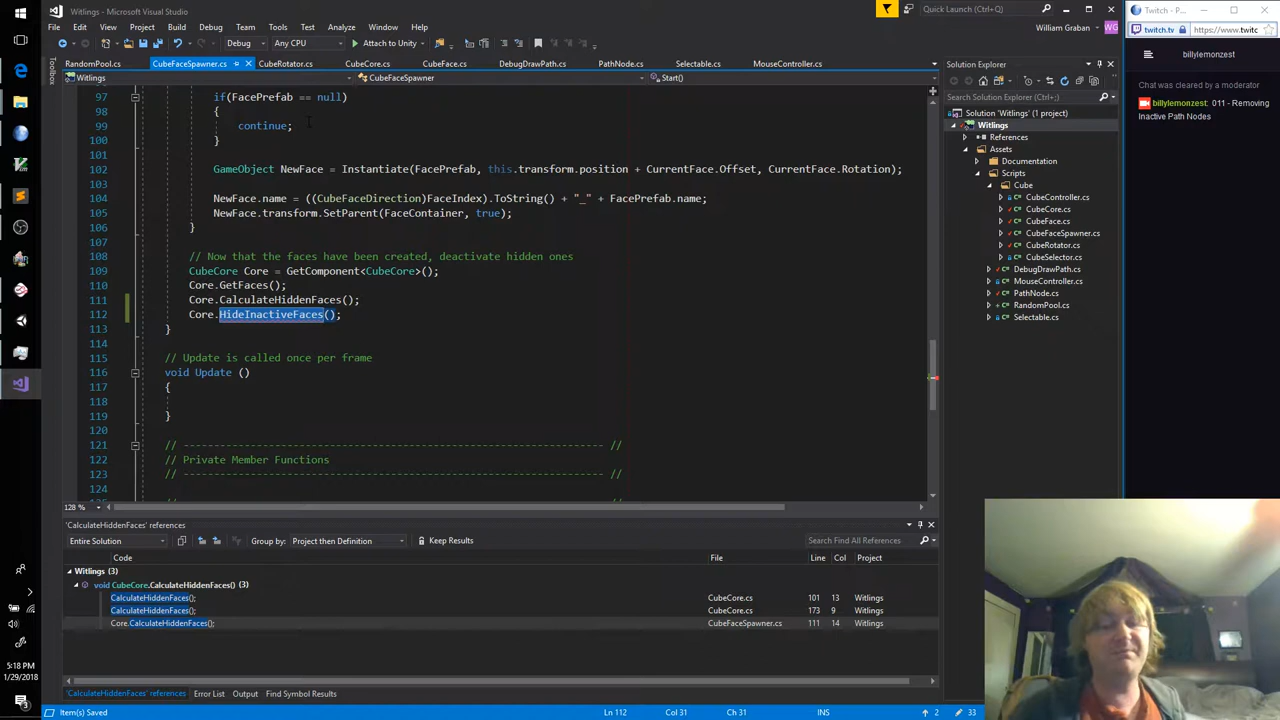 Witlings - Microsoft Visual Studio
Quick Launch (Ctrl+Q)
Twitch - P...
File Edit View Project Build Debug Team Tools Test Analyze Window Help
William Graban WG
twitch.tv https://www.twitc
Debug Any CPU Attach to Unity
RandomPool.cs CubeFaceSpawner.cs CubeRotator.cs CubeCore.cs CubeFace.cs DebugDrawPath.cs PathNode.cs Selectable.cs MouseController.cs
Witlings CubeFaceSpawner Start()
Toolbox
97 if(FacePrefab == null)
98 {
99 continue;
100 }
101
102 GameObject NewFace = Instantiate(FacePrefab, this.transform.position + CurrentFace.Offset, CurrentFace.Rotation);
103
104 NewFace.name = ((CubeFaceDirection)FaceIndex).ToString() + "_" + FacePrefab.name;
105 NewFace.transform.SetParent(FaceContainer, true);
106 }
107
108 // Now that the faces have been created, deactivate hidden ones
109 CubeCore Core = GetComponent<CubeCore>();
110 Core.GetFaces();
111 Core.CalculateHiddenFaces();
112 Core.HideInactiveFaces();
113 }
114
115 // Update is called once per frame
116 void Update ()
117 {
118
119 }
120
121 // ---------------------------------------------------------------------- //
122 // Private Member Functions
123 // ---------------------------------------------------------------------- //
124
128 %
Solution Explorer
Search Solution Explorer (Ctrl+;)
Solution 'Witlings' (1 project)
Witlings
References
Assets
Documentation
Scripts
Cube
CubeController.cs
CubeCore.cs
CubeFace.cs
CubeFaceSpawner.cs
CubeRotator.cs
CubeSelector.cs
DebugDrawPath.cs
MouseController.cs
PathNode.cs
RandomPool.cs
Selectable.cs
billylemonzest
Chat was cleared by a moderator
billylemonzest: 011 - Removing
Inactive Path Nodes
'CalculateHiddenFaces' references
Entire Solution Group by: Project then Definition Keep Results Search Find All References
Code File Line Col Project
Witlings (3)
void CubeCore.CalculateHiddenFaces() (3)
CalculateHiddenFaces(); CubeCore.cs 101 13 Witlings
CalculateHiddenFaces(); CubeCore.cs 173 9 Witlings
Core.CalculateHiddenFaces(); CubeFaceSpawner.cs 111 14 Witlings
'CalculateHiddenFaces' references Error List Output Find Symbol Results
Item(s) Saved Ln 112 Col 31 Ch 31 INS 2 33
5:18 PM
1/29/2018
3